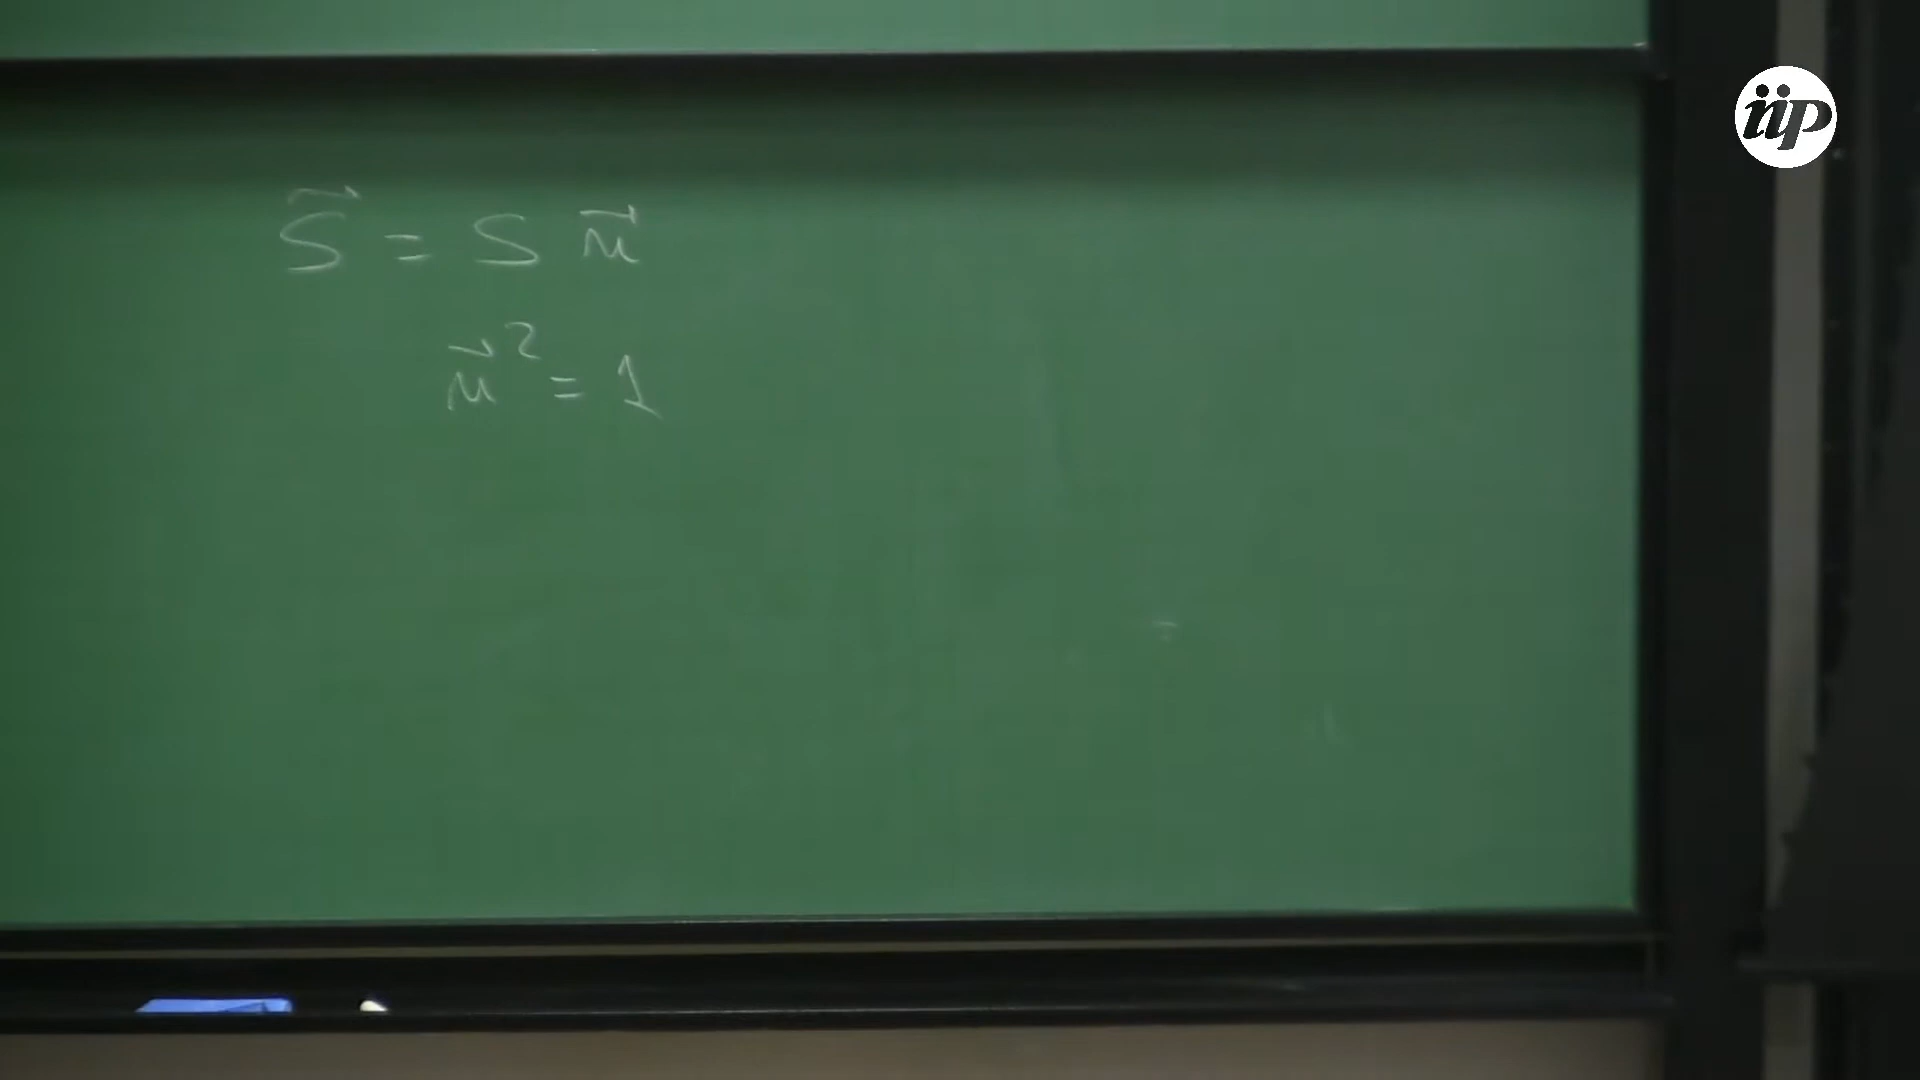 S⃗ = S n⃗
n⃗² = 1
iip